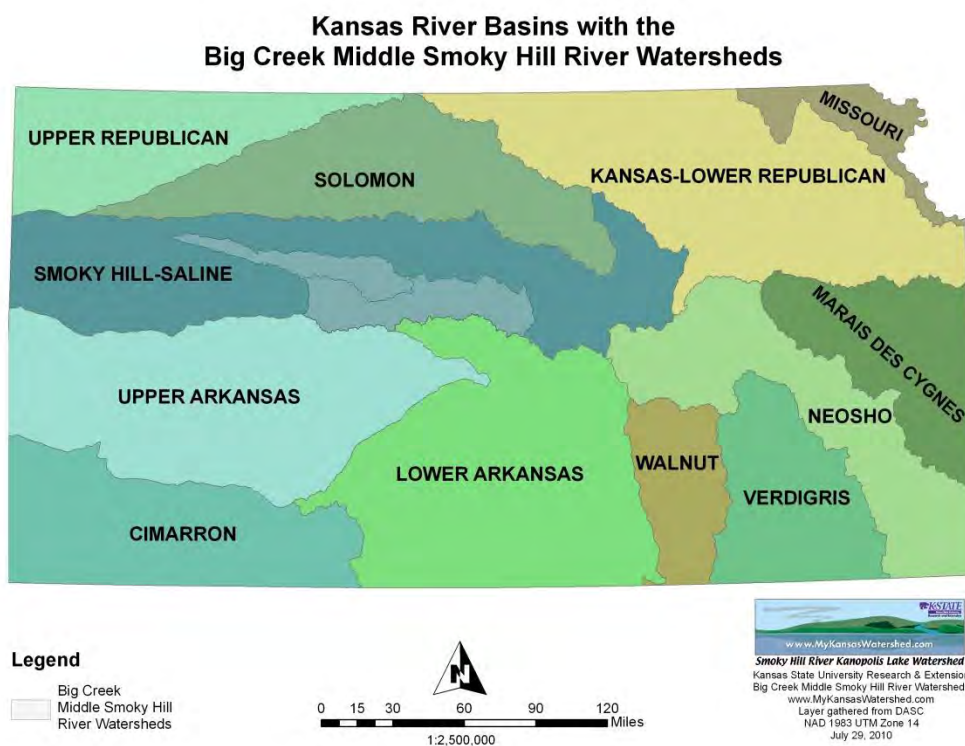 Kansas River Basins with the
Big Creek Middle Smoky Hill River Watersheds
MISSOURI
UPPER REPUBLICAN
SOLOMON
KANSAS-LOWER REPUBLICAN
SMOKY HILL-SALINE
MARAIS DES CYGNES
UPPER ARKANSAS
NEOSHO
LOWER ARKANSAS
WALNUT
VERDIGRIS
CIMARRON
Legend
Big Creek
Middle Smoky Hill
River Watersheds
N
0 15 30 60 90 120
Miles
1:2,500,000
K-STATE
www.MyKansasWatershed.com
Smoky Hill River Kanopolis Lake Watershed
Kansas State University Research & Extension
Big Creek Middle Smoky Hill River Watershed
www.MyKansasWatershed.com
Layer gathered from DASC
NAD 1983 UTM Zone 14
July 29, 2010